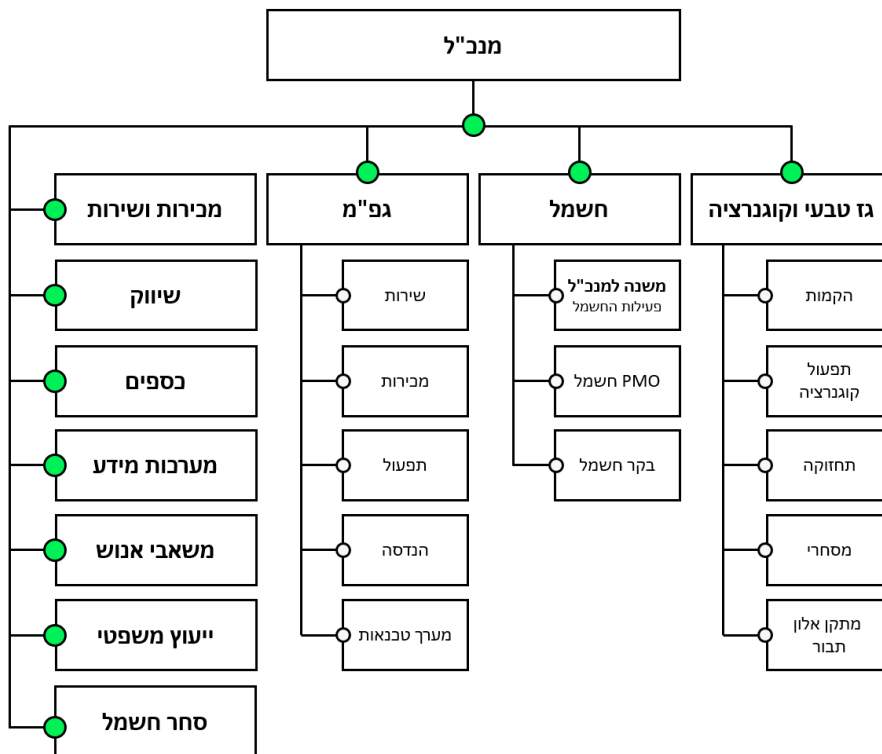 מנכ"ל
גז טבעי וקוגנרציה
הקמות
תפעול
קוגנרציה
תחזוקה
מסחרי
מתקן אלון
תבור
חשמל
משנה למנכ"ל
פעילות החשמל
PMO חשמל
בקר חשמל
גפ"מ
שירות
מכירות
תפעול
הנדסה
מערך טכנאות
מכירות ושירות
שיווק
כספים
מערכות מידע
משאבי אנוש
ייעוץ משפטי
סחר חשמל